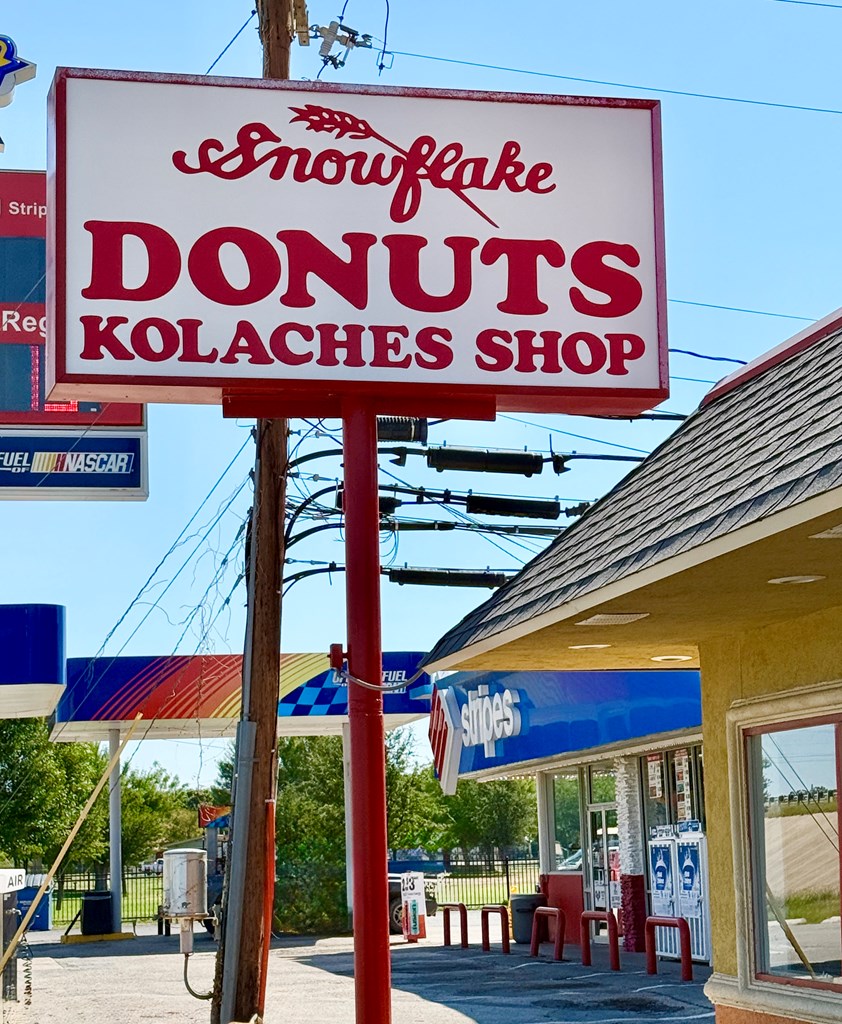 Snowflake
DONUTS
KOLACHES SHOP
Strip
Reg
FUEL
NASCAR
FUEL
stripes
AIR